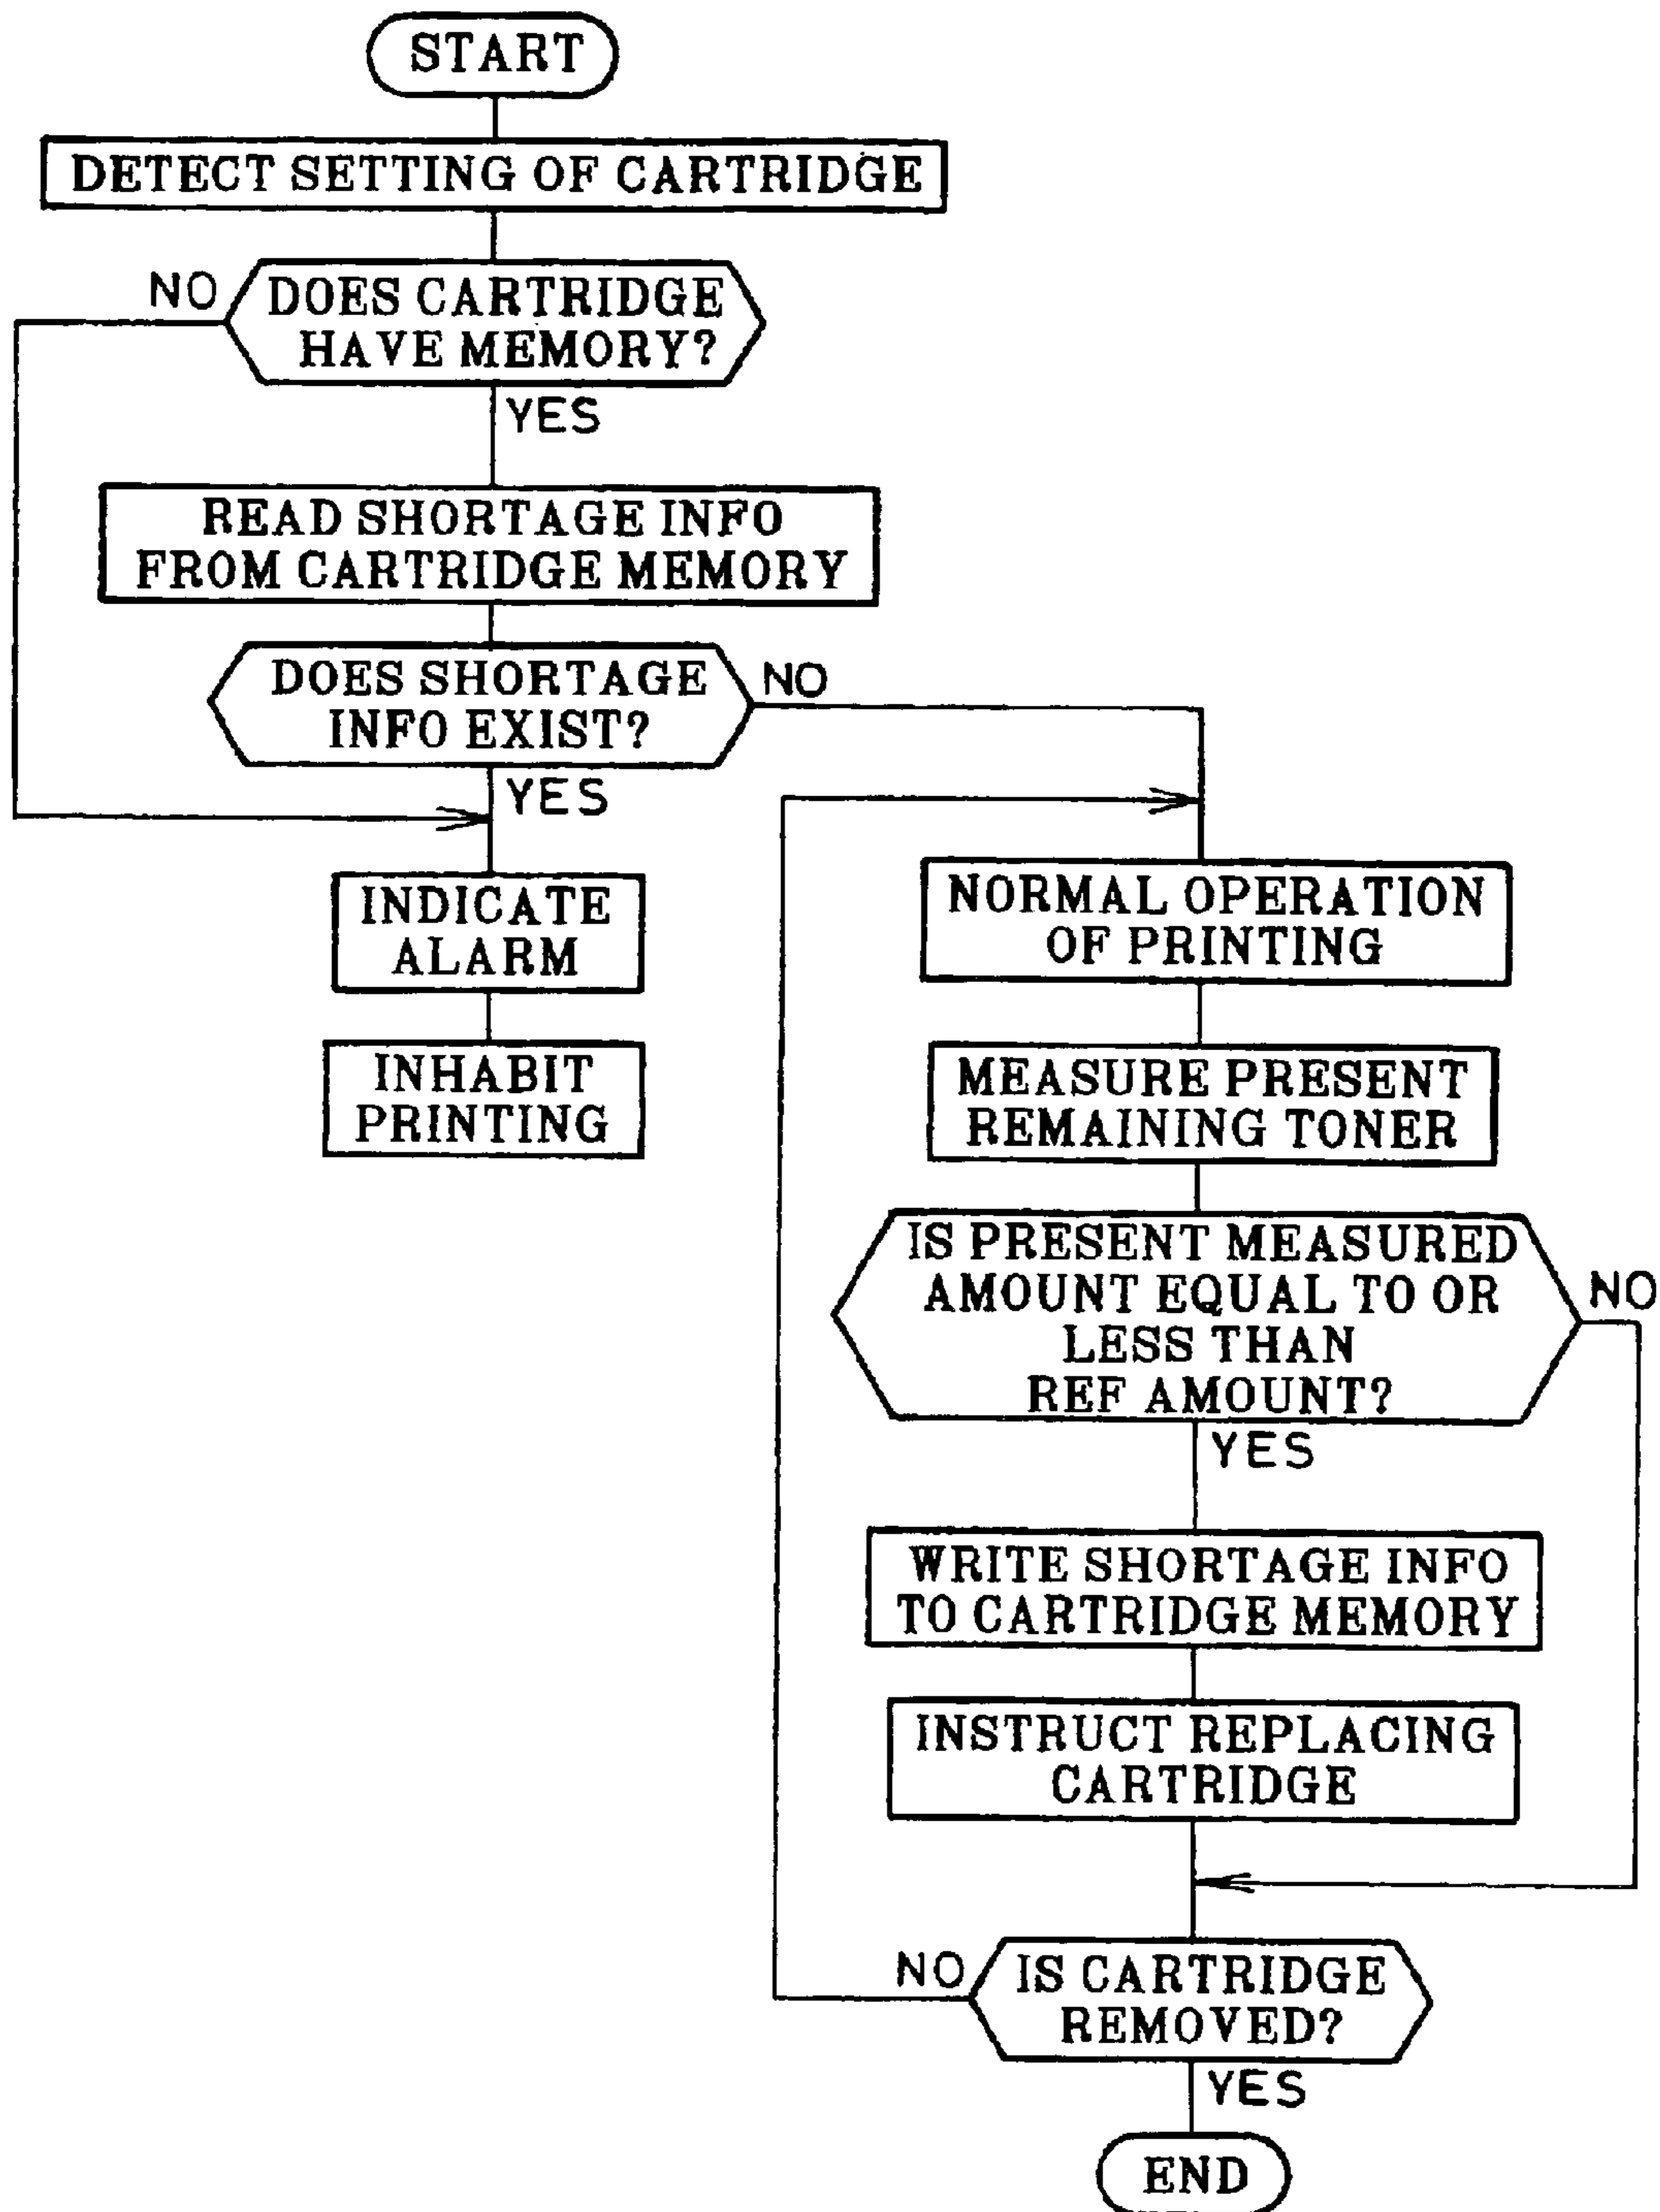 START
DETECT SETTING OF CARTRIDGE
NO
DOES CARTRIDGE
HAVE MEMORY?
YES
READ SHORTAGE INFO
FROM CARTRIDGE MEMORY
DOES SHORTAGE
INFO EXIST?
NO
YES
INDICATE
ALARM
INHABIT
PRINTING
NORMAL OPERATION
OF PRINTING
MEASURE PRESENT
REMAINING TONER
IS PRESENT MEASURED
AMOUNT EQUAL TO OR
LESS THAN
REF AMOUNT?
NO
YES
WRITE SHORTAGE INFO
TO CARTRIDGE MEMORY
INSTRUCT REPLACING
CARTRIDGE
NO
IS CARTRIDGE
REMOVED?
YES
END